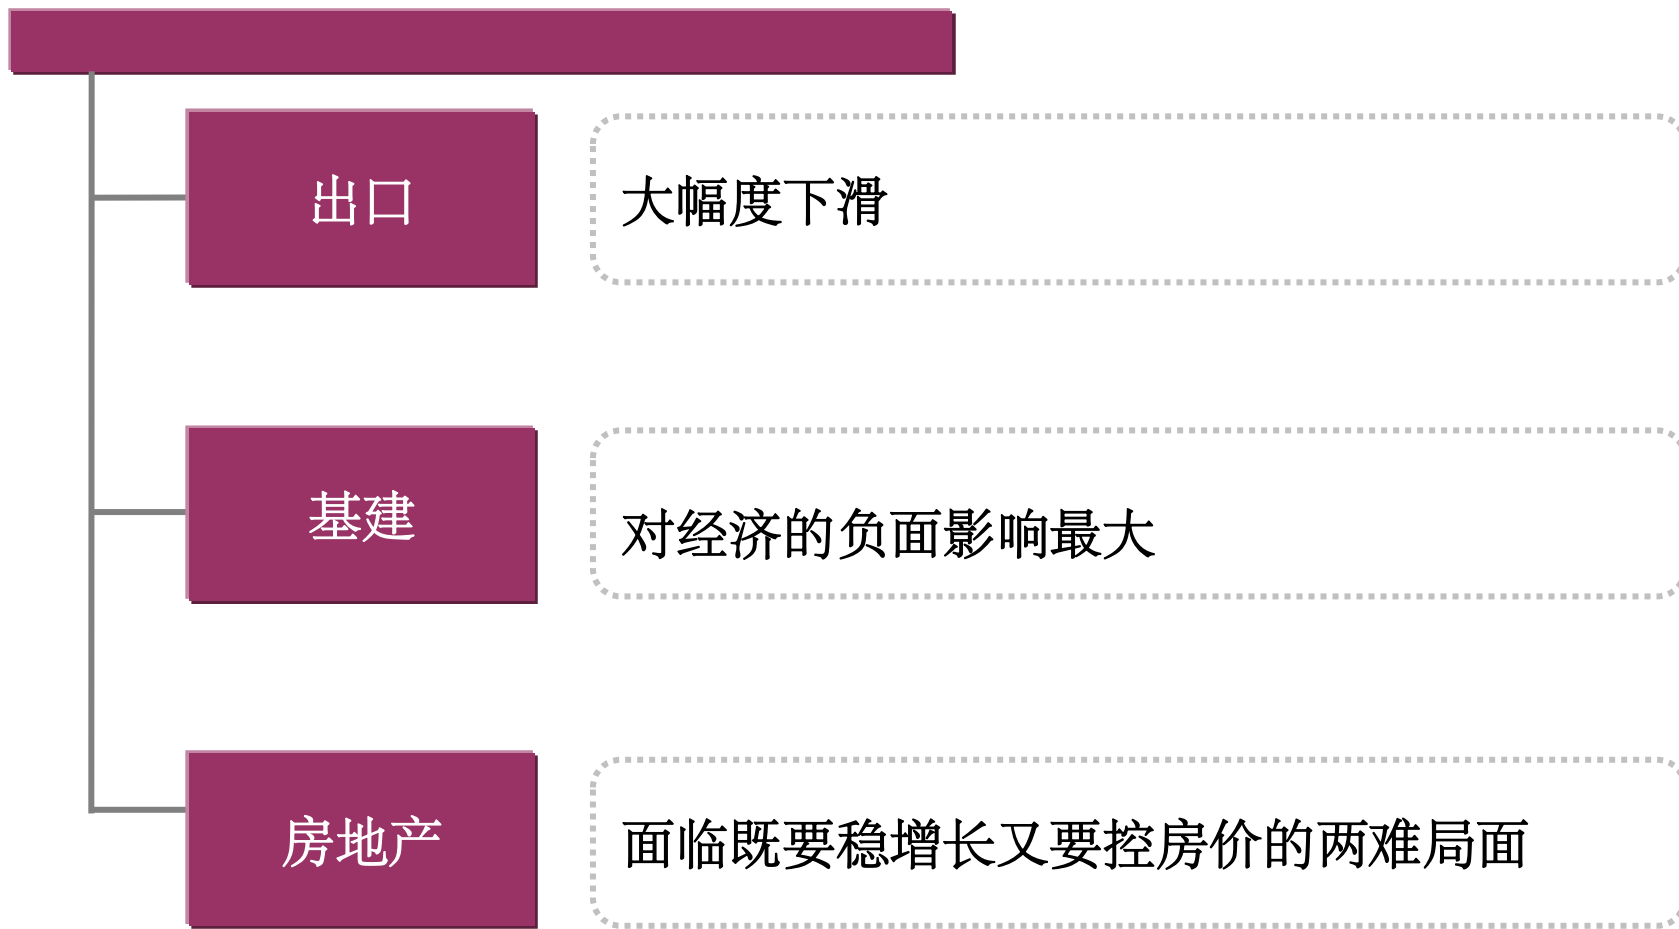 出口
大幅度下滑
基建
对经济的负面影响最大
房地产
面临既要稳增长又要控房价的两难局面